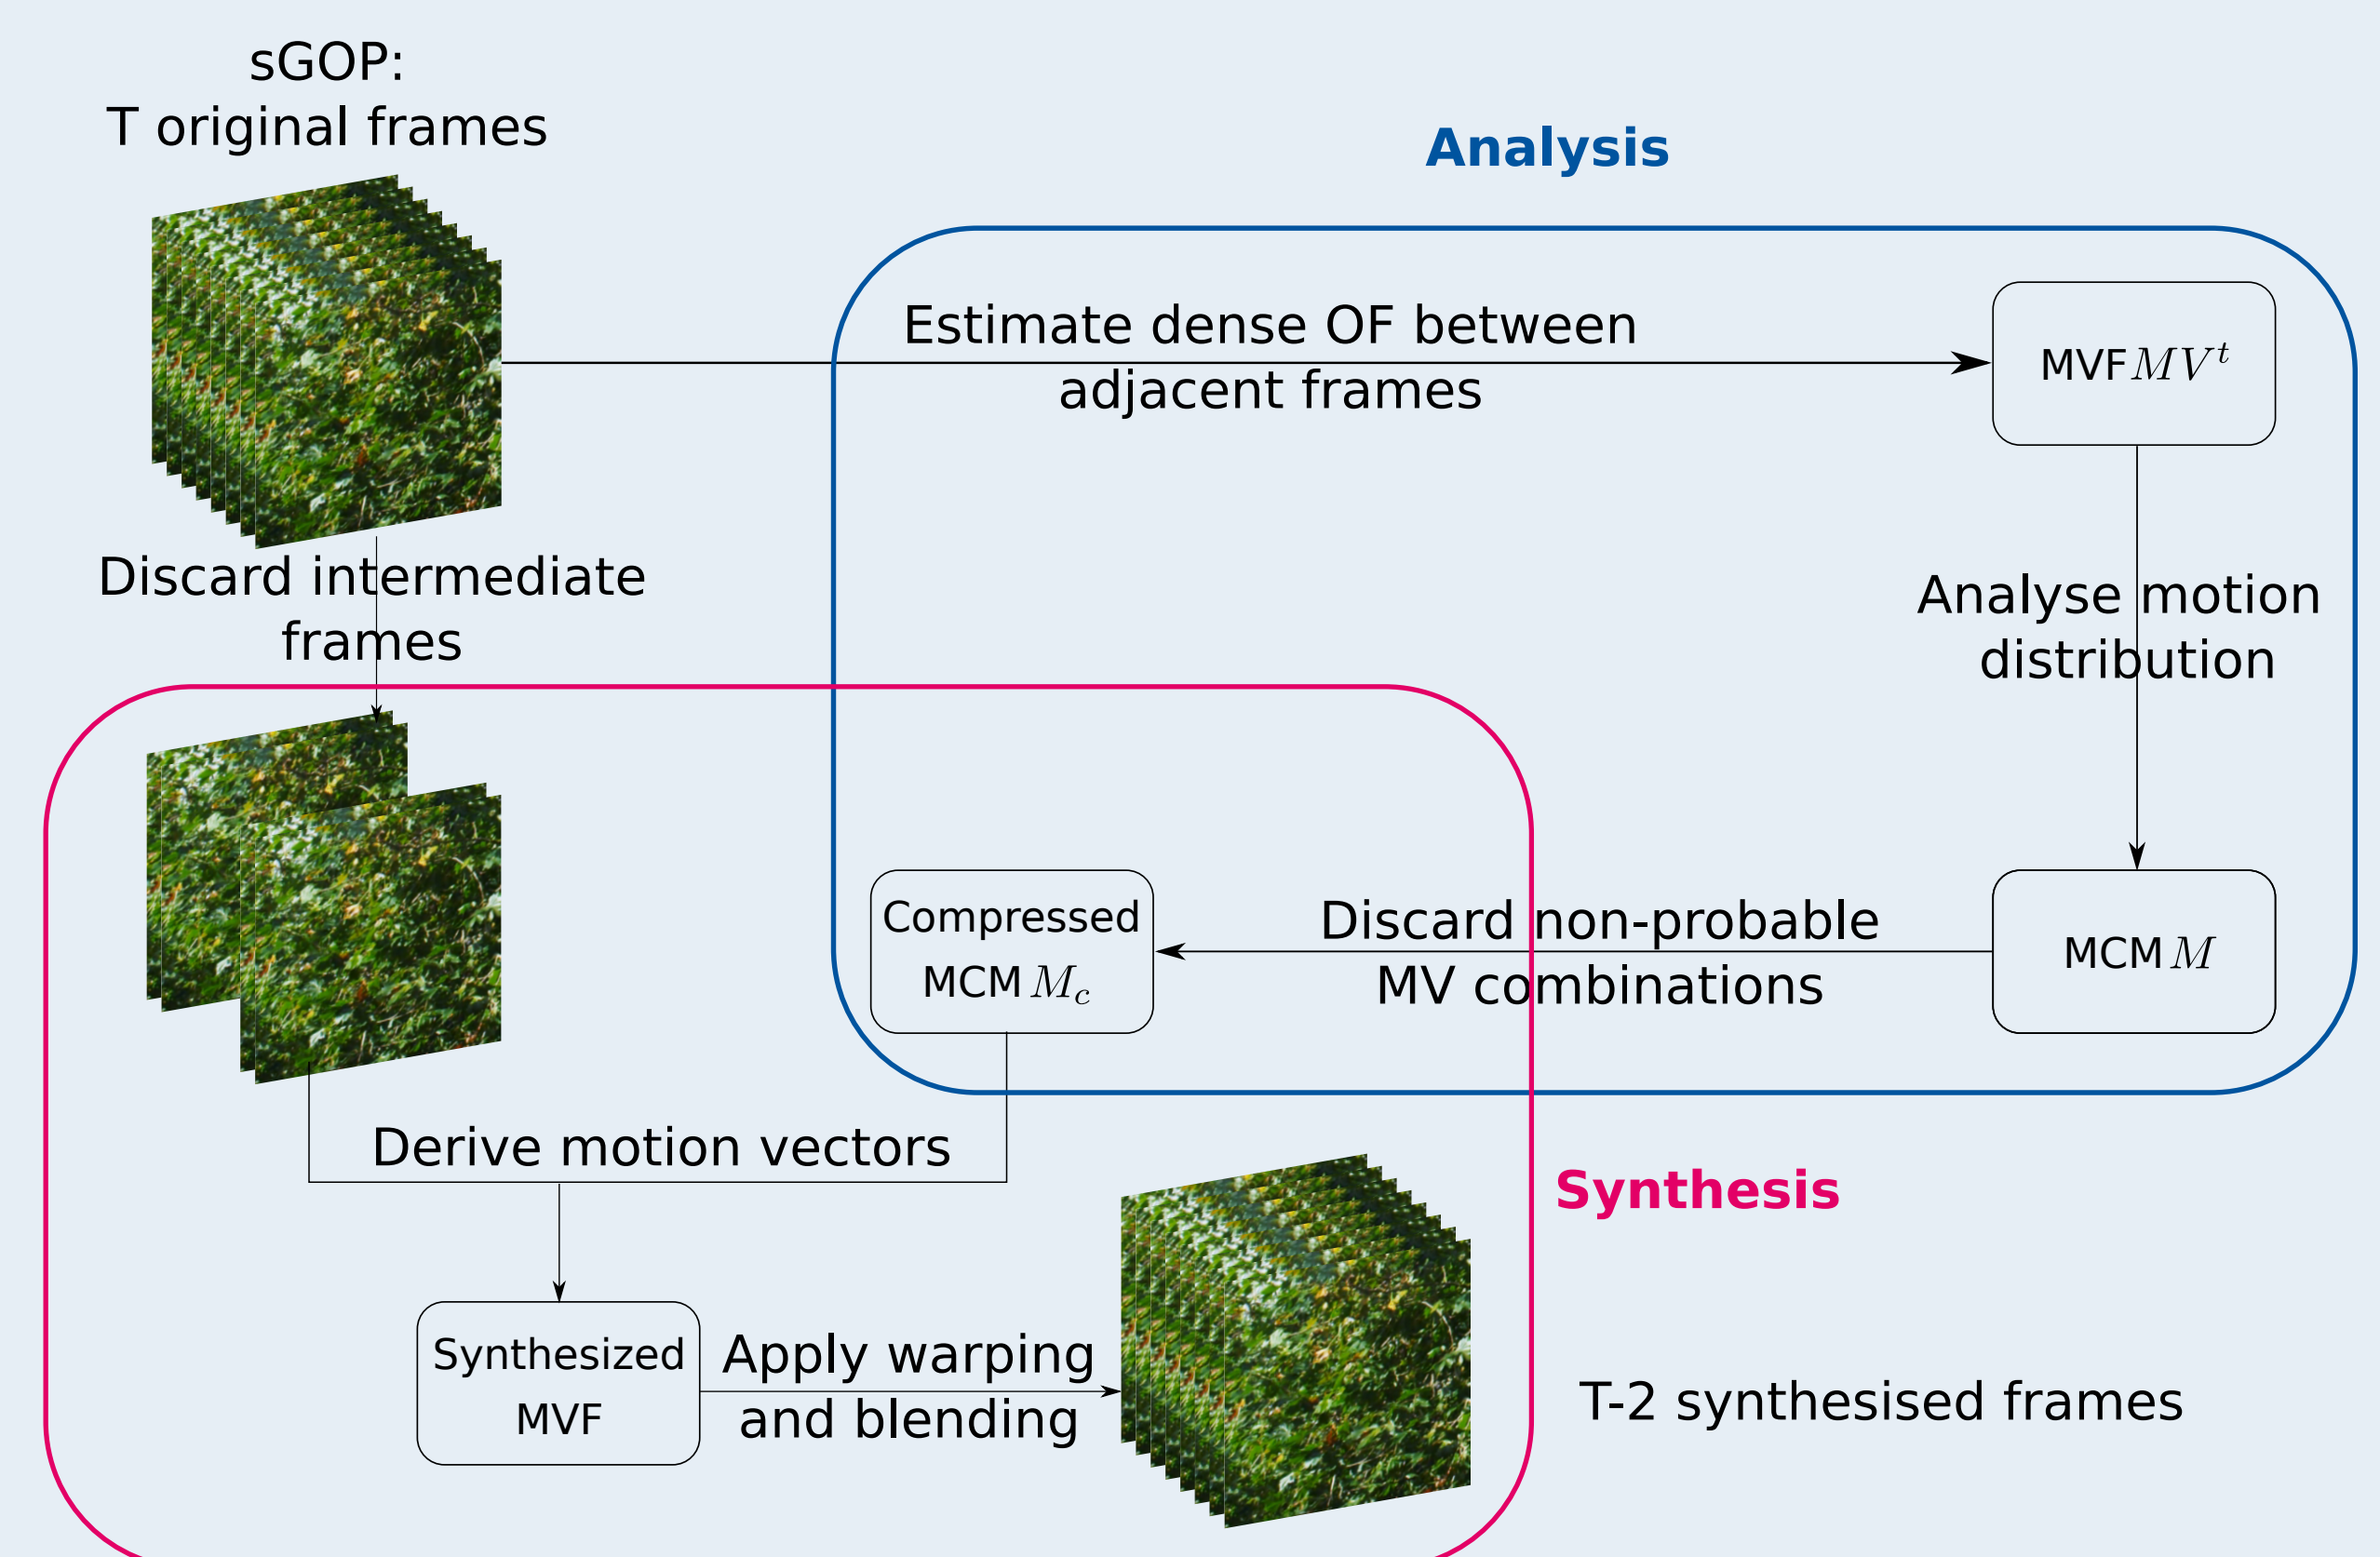 sGOP:
T original frames
Analysis
Estimate dense OF between
adjacent frames
MVF MV^t
Discard intermediate
frames
Analyse motion
distribution
Compressed
MCM M_c
Discard non-probable
MV combinations
MCM M
Derive motion vectors
Synthesis
Synthesized
MVF
Apply warping
and blending
T-2 synthesised frames